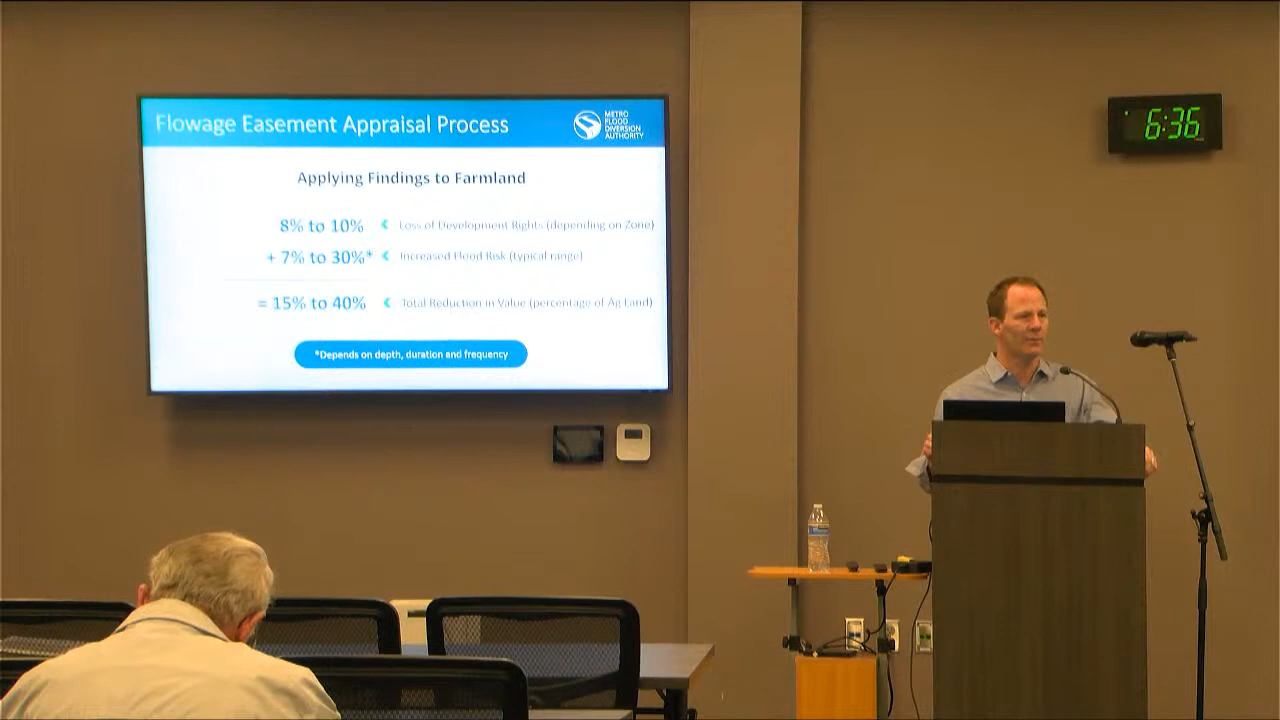 Flowage Easement Appraisal Process
METRO
FLOOD
DIVERSION
AUTHORITY
Applying Findings to Farmland
8% to 10% < Loss of Development Rights (depending on Zone)
+ 7% to 30%* < Increased Flood Risk (typical range)
= 15% to 40% < Total Reduction in Value (percentage of Ag Land)
*Depends on depth, duration and frequency
6:36